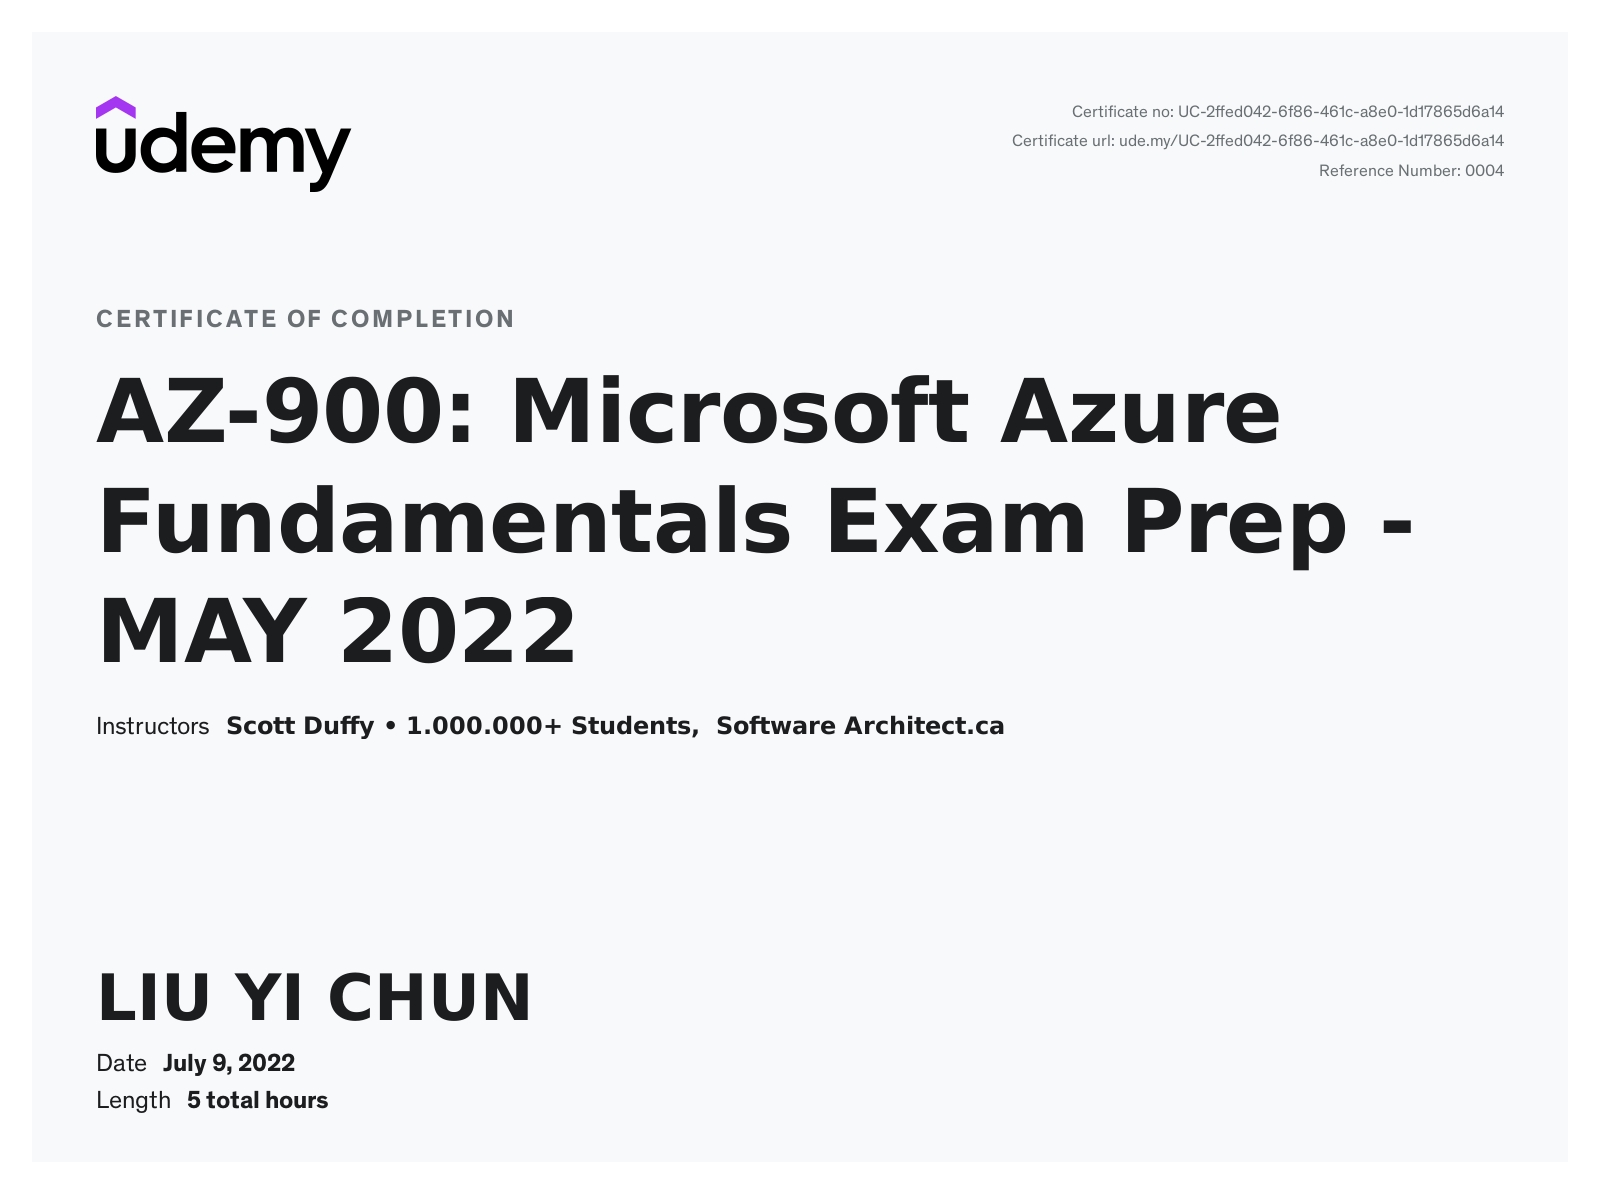 udemy
Certificate no: UC-2ffed042-6f86-461c-a8e0-1d17865d6a14
Certificate url: ude.my/UC-2ffed042-6f86-461c-a8e0-1d17865d6a14
Reference Number: 0004
CERTIFICATE OF COMPLETION
AZ-900: Microsoft Azure
Fundamentals Exam Prep -
MAY 2022
Instructors Scott Duffy • 1.000.000+ Students, Software Architect.ca
LIU YI CHUN
Date July 9, 2022
Length 5 total hours